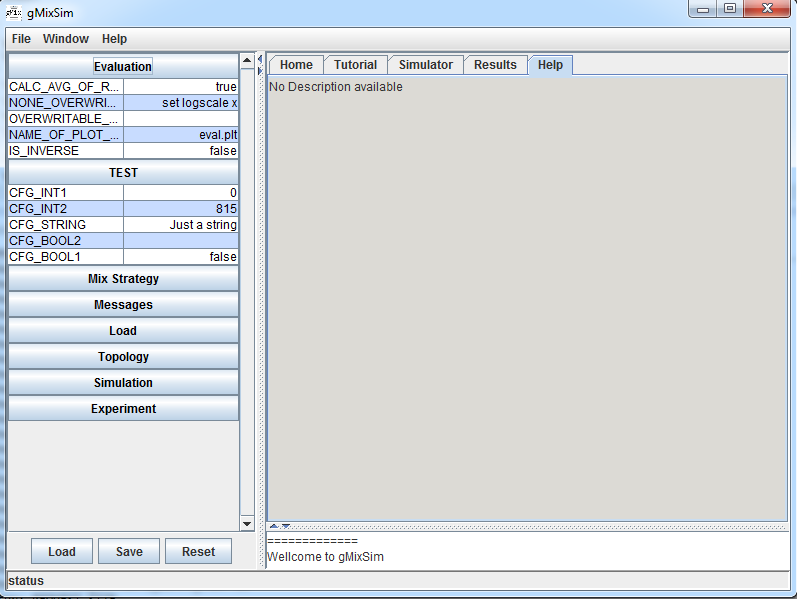 gMixSim
File Window Help
Evaluation
CALC_AVG_OF_R... true
NONE_OVERWRI... set logscale x
OVERWRITABLE_...
NAME_OF_PLOT_... eval.plt
IS_INVERSE false
TEST
CFG_INT1 0
CFG_INT2 815
CFG_STRING Just a string
CFG_BOOL2
CFG_BOOL1 false
Mix Strategy
Messages
Load
Topology
Simulation
Experiment
Load Save Reset
Home Tutorial Simulator Results Help
No Description available
=============
Wellcome to gMixSim
status